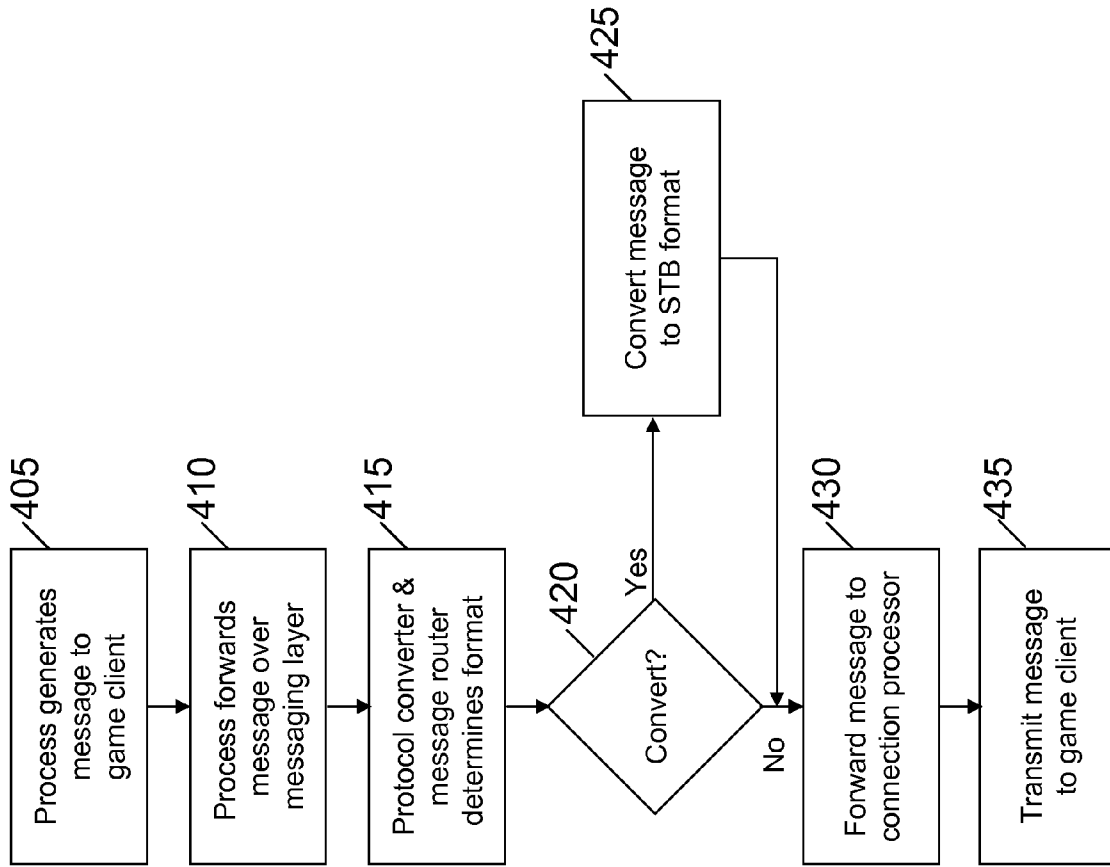 405
Process generates
message to
game client
410
Process forwards
message over
messaging layer
415
Protocol converter &
message router
determines format
420
Convert?
Yes
425
Convert message
to STB format
No
430
Forward message to
connection processor
435
Transmit message
to game client